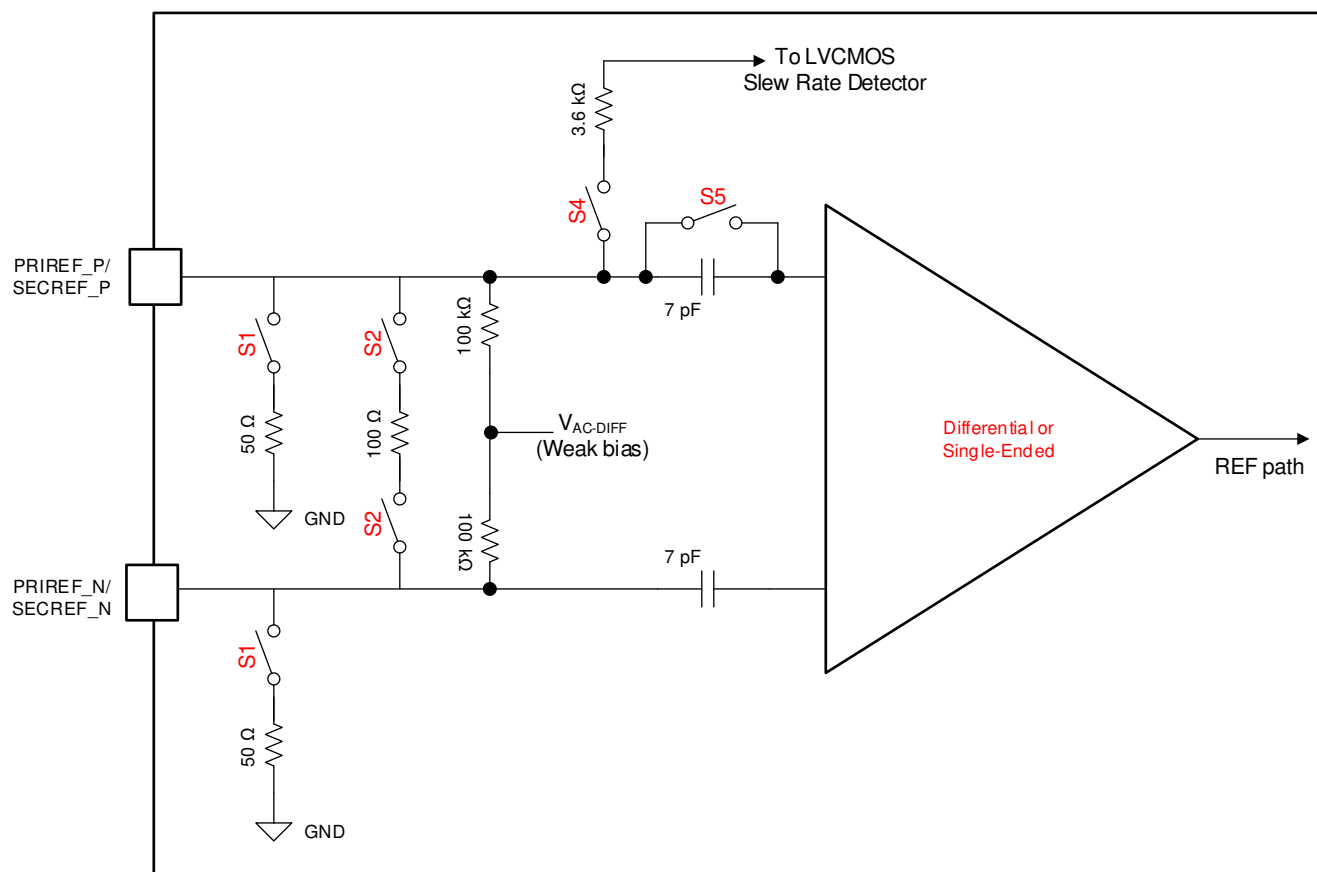 To LVCMOS
Slew Rate Detector
3.6 kΩ
S4
S5
PRIREF_P/
SECREF_P
7 pF
S1
S2
100 kΩ
50 Ω
100 Ω
VAC-DIFF
(Weak bias)
Differential or
Single-Ended
REF path
GND
S2
100 kΩ
7 pF
PRIREF_N/
SECREF_N
S1
50 Ω
GND